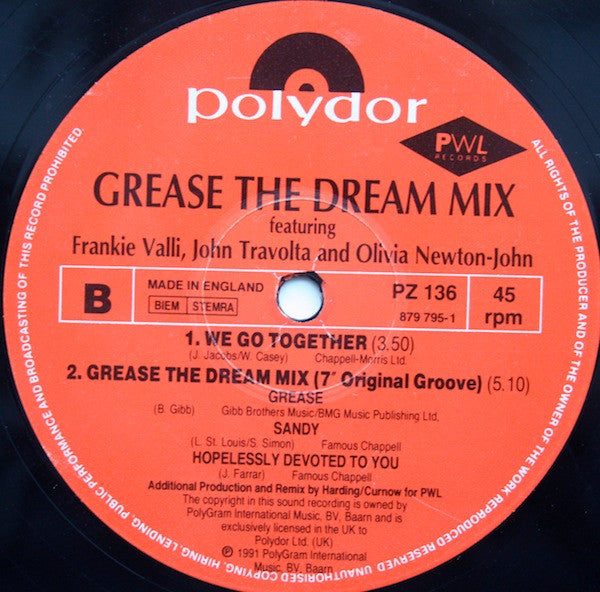 polydor
PWL
RECORDS
GREASE THE DREAM MIX
featuring
Frankie Valli, John Travolta and Olivia Newton-John
B
MADE IN ENGLAND
BIEM STEMRA
PZ 136
879 795-1
45
rpm
1. WE GO TOGETHER (3.50)
(J. Jacobs/W. Casey) Chappell-Morris Ltd.
2. GREASE THE DREAM MIX (7" Original Groove) (5.10)
GREASE
(B. Gibb) Gibb Brothers Music/BMG Music Publishing Ltd.
SANDY
(L. St. Louis/S. Simon) Famous Chappell
HOPELESSLY DEVOTED TO YOU
(J. Farrar) Famous Chappell
Additional Production and Remix by Harding/Curnow for PWL
The copyright in this sound recording is owned by
PolyGram International Music, BV, Baarn and is
exclusively licensed in the UK to
Polydor Ltd. (UK)
℗ 1991 PolyGram International
Music, BV, Baarn
ALL RIGHTS OF THE PRODUCER AND OF THE OWNER OF THE WORK REPRODUCED RESERVED. UNAUTHORISED COPYING, HIRING, LENDING, PUBLIC PERFORMANCE AND BROADCASTING OF THIS RECORD PROHIBITED.